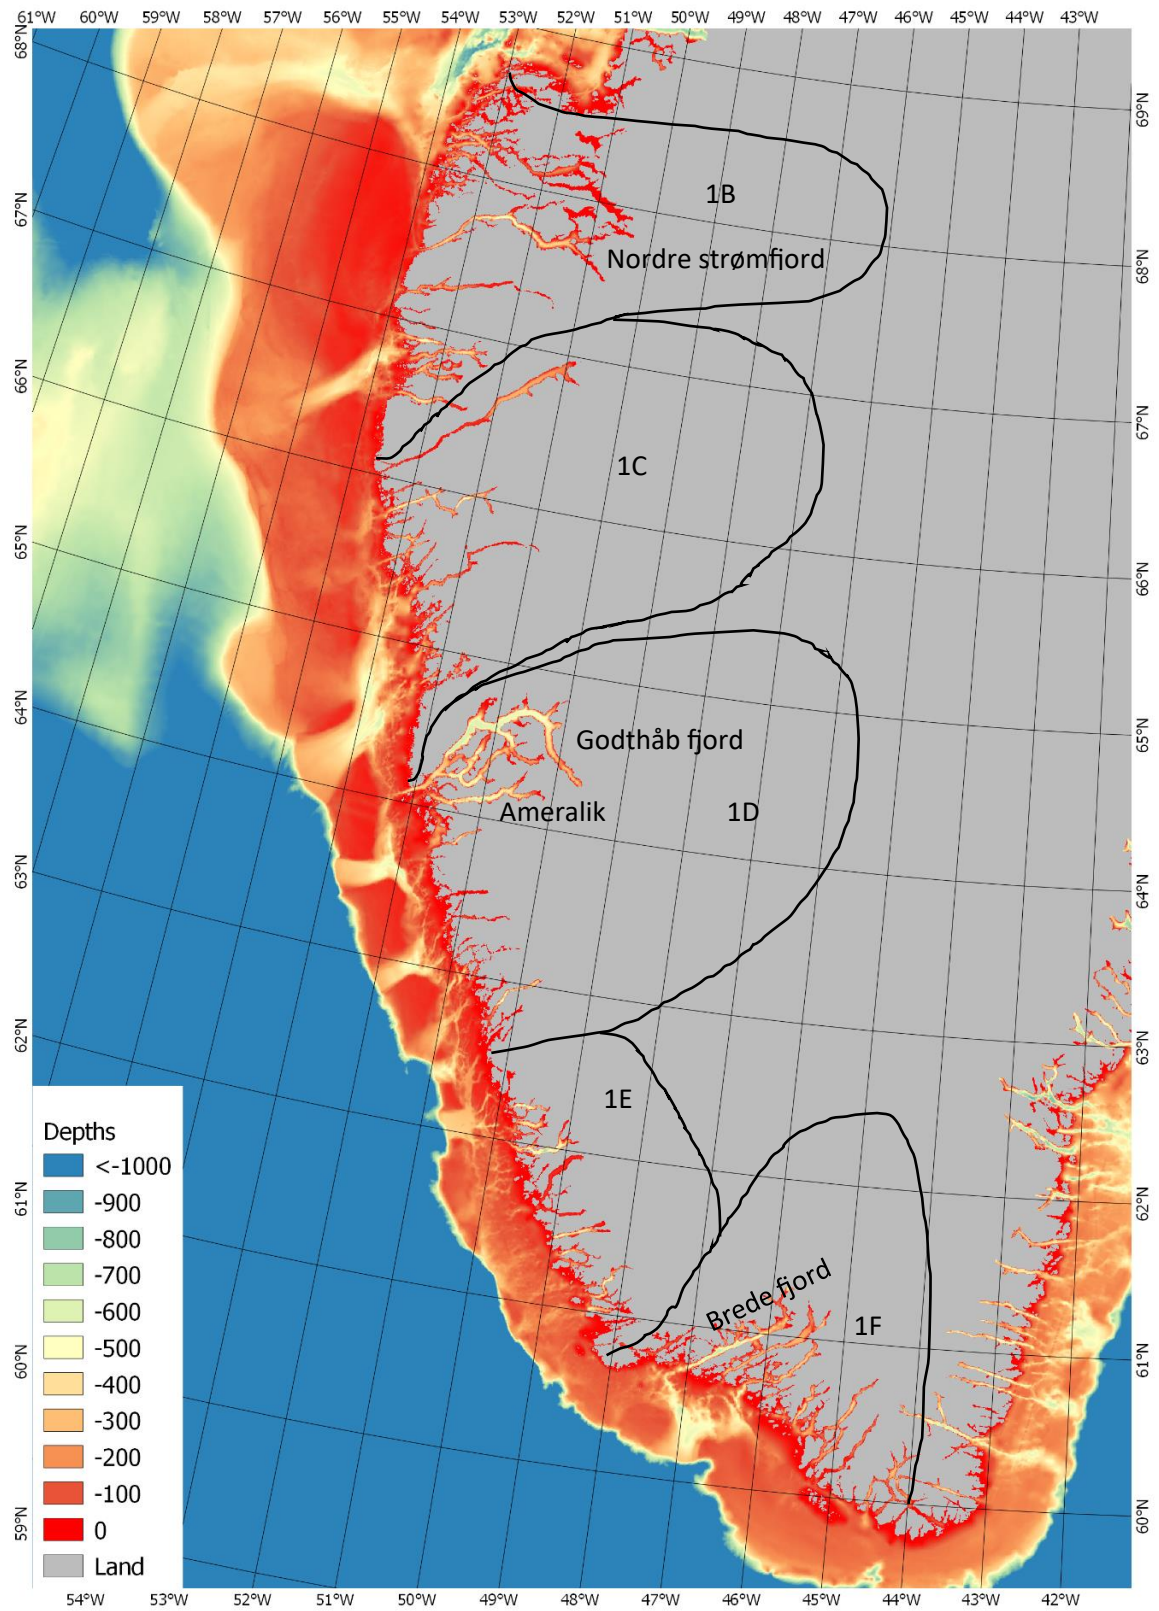 61°W 60°W 59°W 58°W 57°W 56°W 55°W 54°W 53°W 52°W 51°W 50°W 49°W 48°W 47°W 46°W 45°W 44°W 43°W
68°N
69°N
1B
67°N
Nordre strømfjord
68°N
66°N
67°N
1C
65°N
66°N
64°N
65°N
Godthåb fjord
Ameralik
1D
63°N
64°N
62°N
63°N
1E
Depths
<-1000
-900
-800
-700
-600
-500
-400
-300
-200
-100
0
Land
61°N
62°N
Brede fjord
1F
60°N
61°N
59°N
60°N
54°W 53°W 52°W 51°W 50°W 49°W 48°W 47°W 46°W 45°W 44°W 43°W 42°W